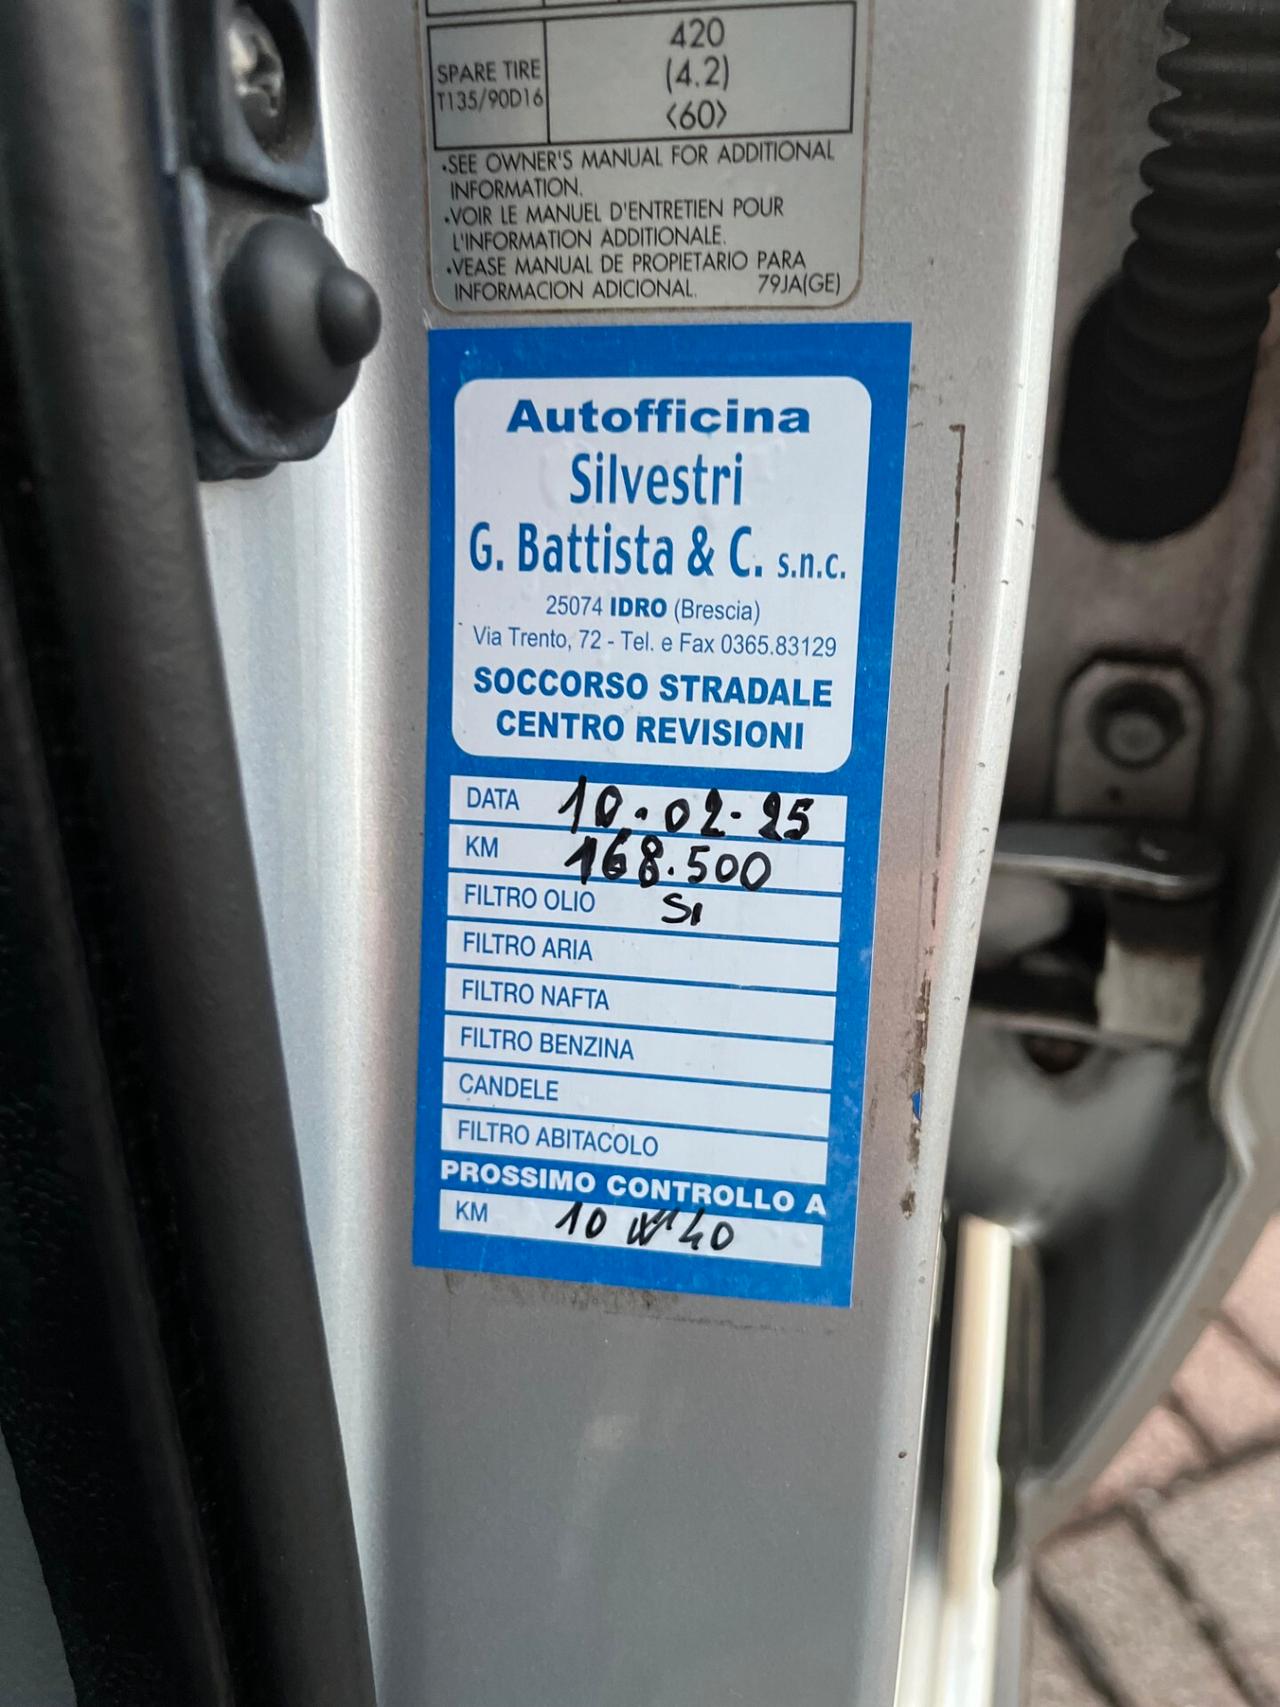 420
SPARE TIRE
(4.2)
T135/90D16
<60>
•SEE OWNER'S MANUAL FOR ADDITIONAL
INFORMATION.
•VOIR LE MANUEL D'ENTRETIEN POUR
L'INFORMATION ADDITIONALE.
•VEASE MANUAL DE PROPIETARIO PARA
INFORMACION ADICIONAL. 79JA(GE)
Autofficina
Silvestri
G. Battista & C. s.n.c.
25074 IDRO (Brescia)
Via Trento, 72 - Tel. e Fax 0365.83129
SOCCORSO STRADALE
CENTRO REVISIONI
DATA 10.02.25
KM 168.500
FILTRO OLIO SI
FILTRO ARIA
FILTRO NAFTA
FILTRO BENZINA
CANDELE
FILTRO ABITACOLO
PROSSIMO CONTROLLO A
KM 10 W 40